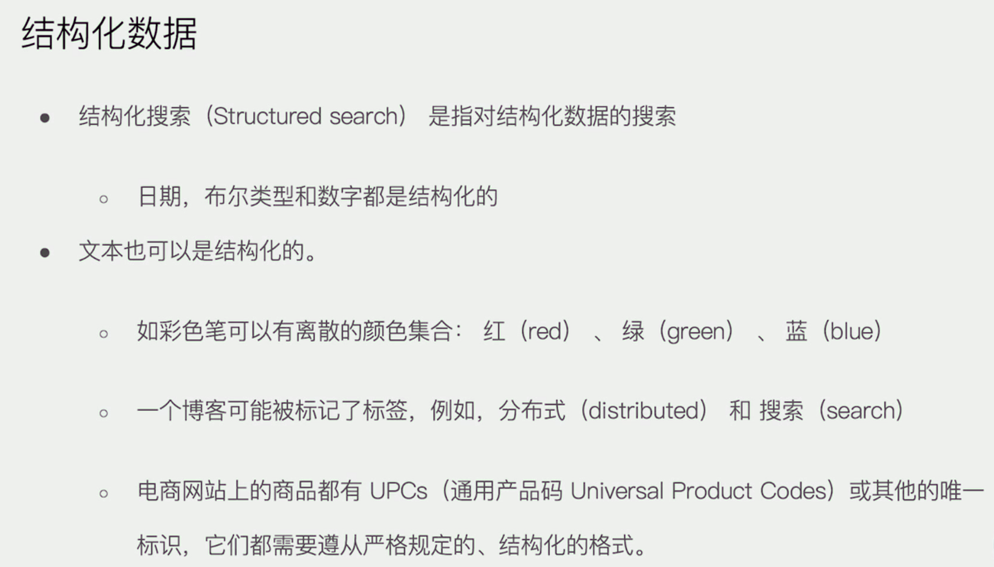 结构化数据
结构化搜索（Structured search） 是指对结构化数据的搜索
日期，布尔类型和数字都是结构化的
文本也可以是结构化的。
如彩色笔可以有离散的颜色集合： 红（red） 、 绿（green） 、 蓝（blue）
一个博客可能被标记了标签，例如，分布式（distributed） 和 搜索（search）
电商网站上的商品都有 UPCs（通用产品码 Universal Product Codes）或其他的唯一
标识，它们都需要遵从严格规定的、结构化的格式。